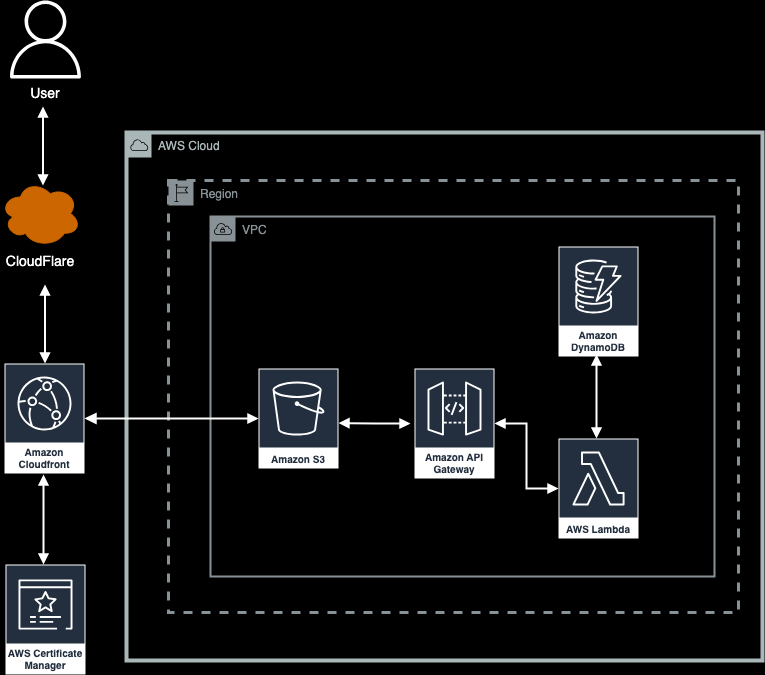 User
AWS Cloud
Region
VPC
CloudFlare
Amazon
DynamoDB
Amazon
Cloudfront
Amazon S3
Amazon API
Gateway
AWS Lambda
AWS Certificate
Manager